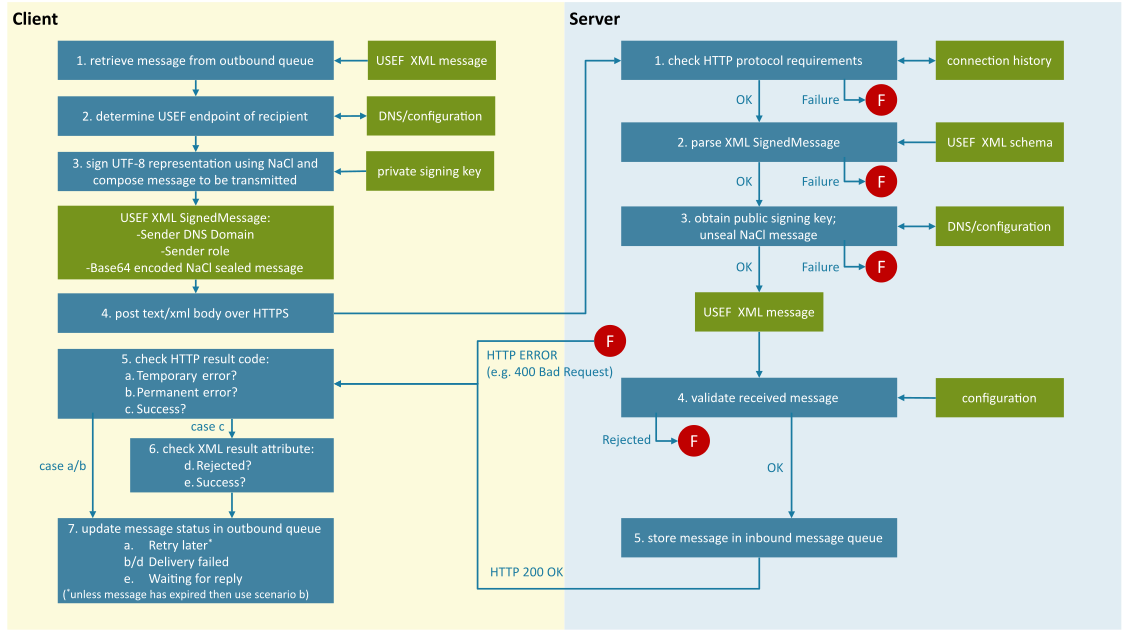 Client
1. retrieve message from outbound queue
USEF XML message
2. determine USEF endpoint of recipient
DNS/configuration
3. sign UTF-8 representation using NaCl and
compose message to be transmitted
private signing key
USEF XML SignedMessage:
-Sender DNS Domain
-Sender role
-Base64 encoded NaCl sealed message
4. post text/xml body over HTTPS
5. check HTTP result code:
a. Temporary error?
b. Permanent error?
c. Success?
case c
case a/b
6. check XML result attribute:
d. Rejected?
e. Success?
7. update message status in outbound queue
a. Retry later*
b/d Delivery failed
e. Waiting for reply
(*unless message has expired then use scenario b)
Server
1. check HTTP protocol requirements
connection history
OK
Failure
F
2. parse XML SignedMessage
USEF XML schema
OK
Failure
F
3. obtain public signing key;
unseal NaCl message
DNS/configuration
OK
Failure
F
USEF XML message
F
HTTP ERROR
(e.g. 400 Bad Request)
4. validate received message
configuration
Rejected
F
OK
5. store message in inbound message queue
HTTP 200 OK